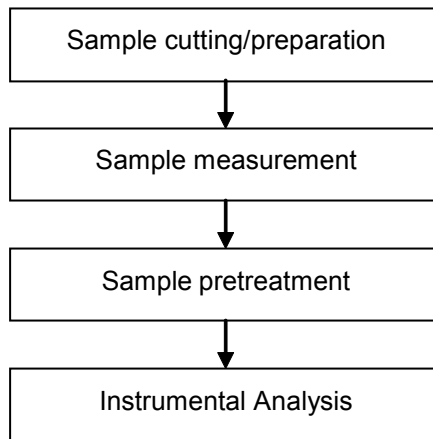 Sample cutting/preparation
Sample measurement
Sample pretreatment
Instrumental Analysis